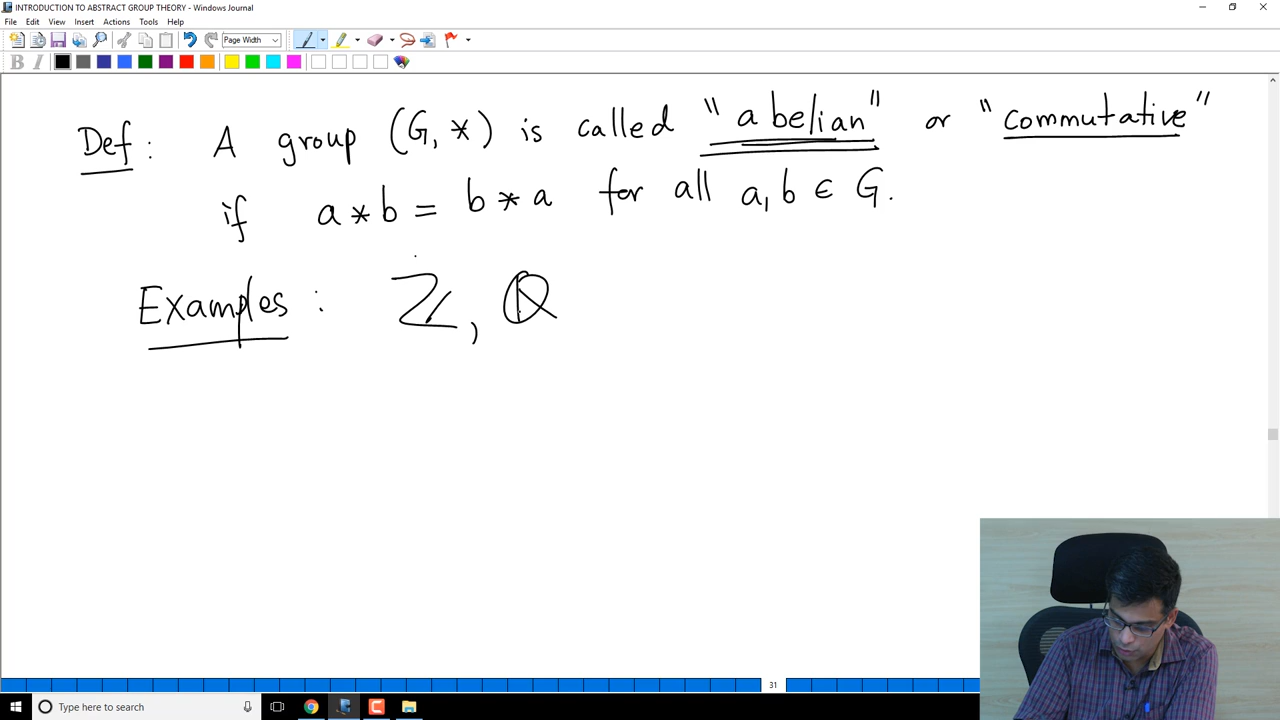 INTRODUCTION TO ABSTRACT GROUP THEORY - Windows Journal
File Edit View Insert Actions Tools Help
Page Width
B I
Def : A group (G, *) is called "abelian" or "commutative"
if a * b = b * a for all a, b ∈ G.
Examples : ℤ, ℚ
31
Type here to search